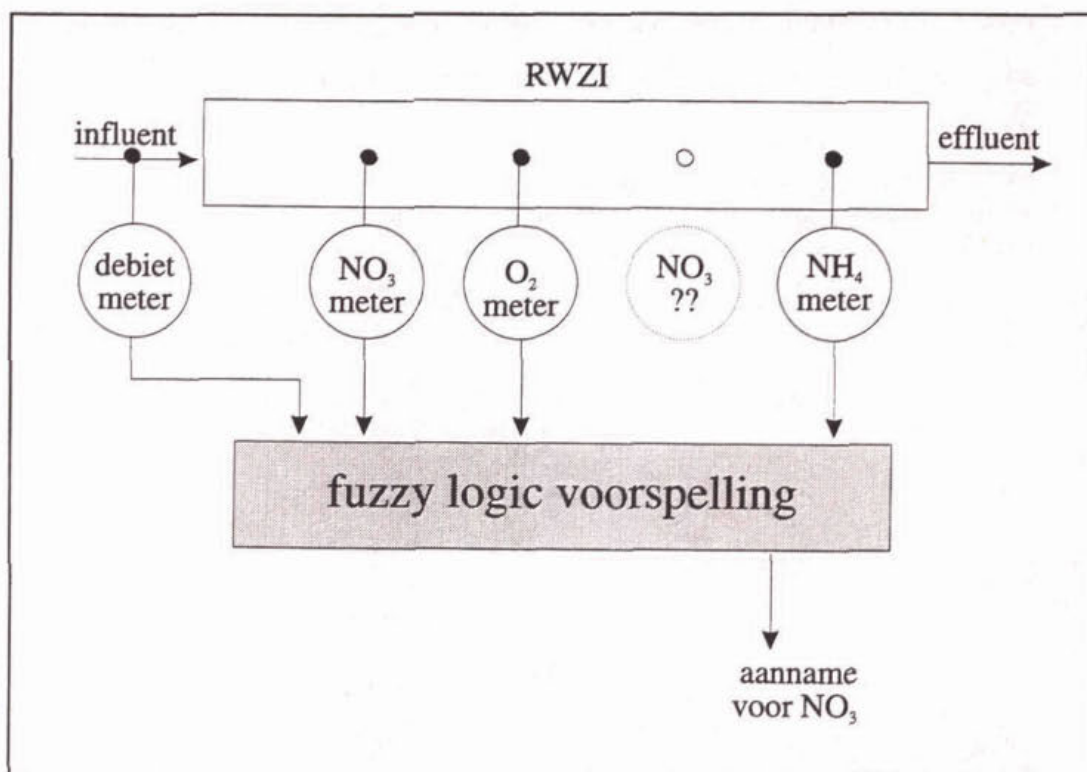 RWZI
influent
effluent
debiet
meter
NO₃
meter
O₂
meter
NO₃
??
NH₄
meter
fuzzy logic voorspelling
aanname
voor NO₃